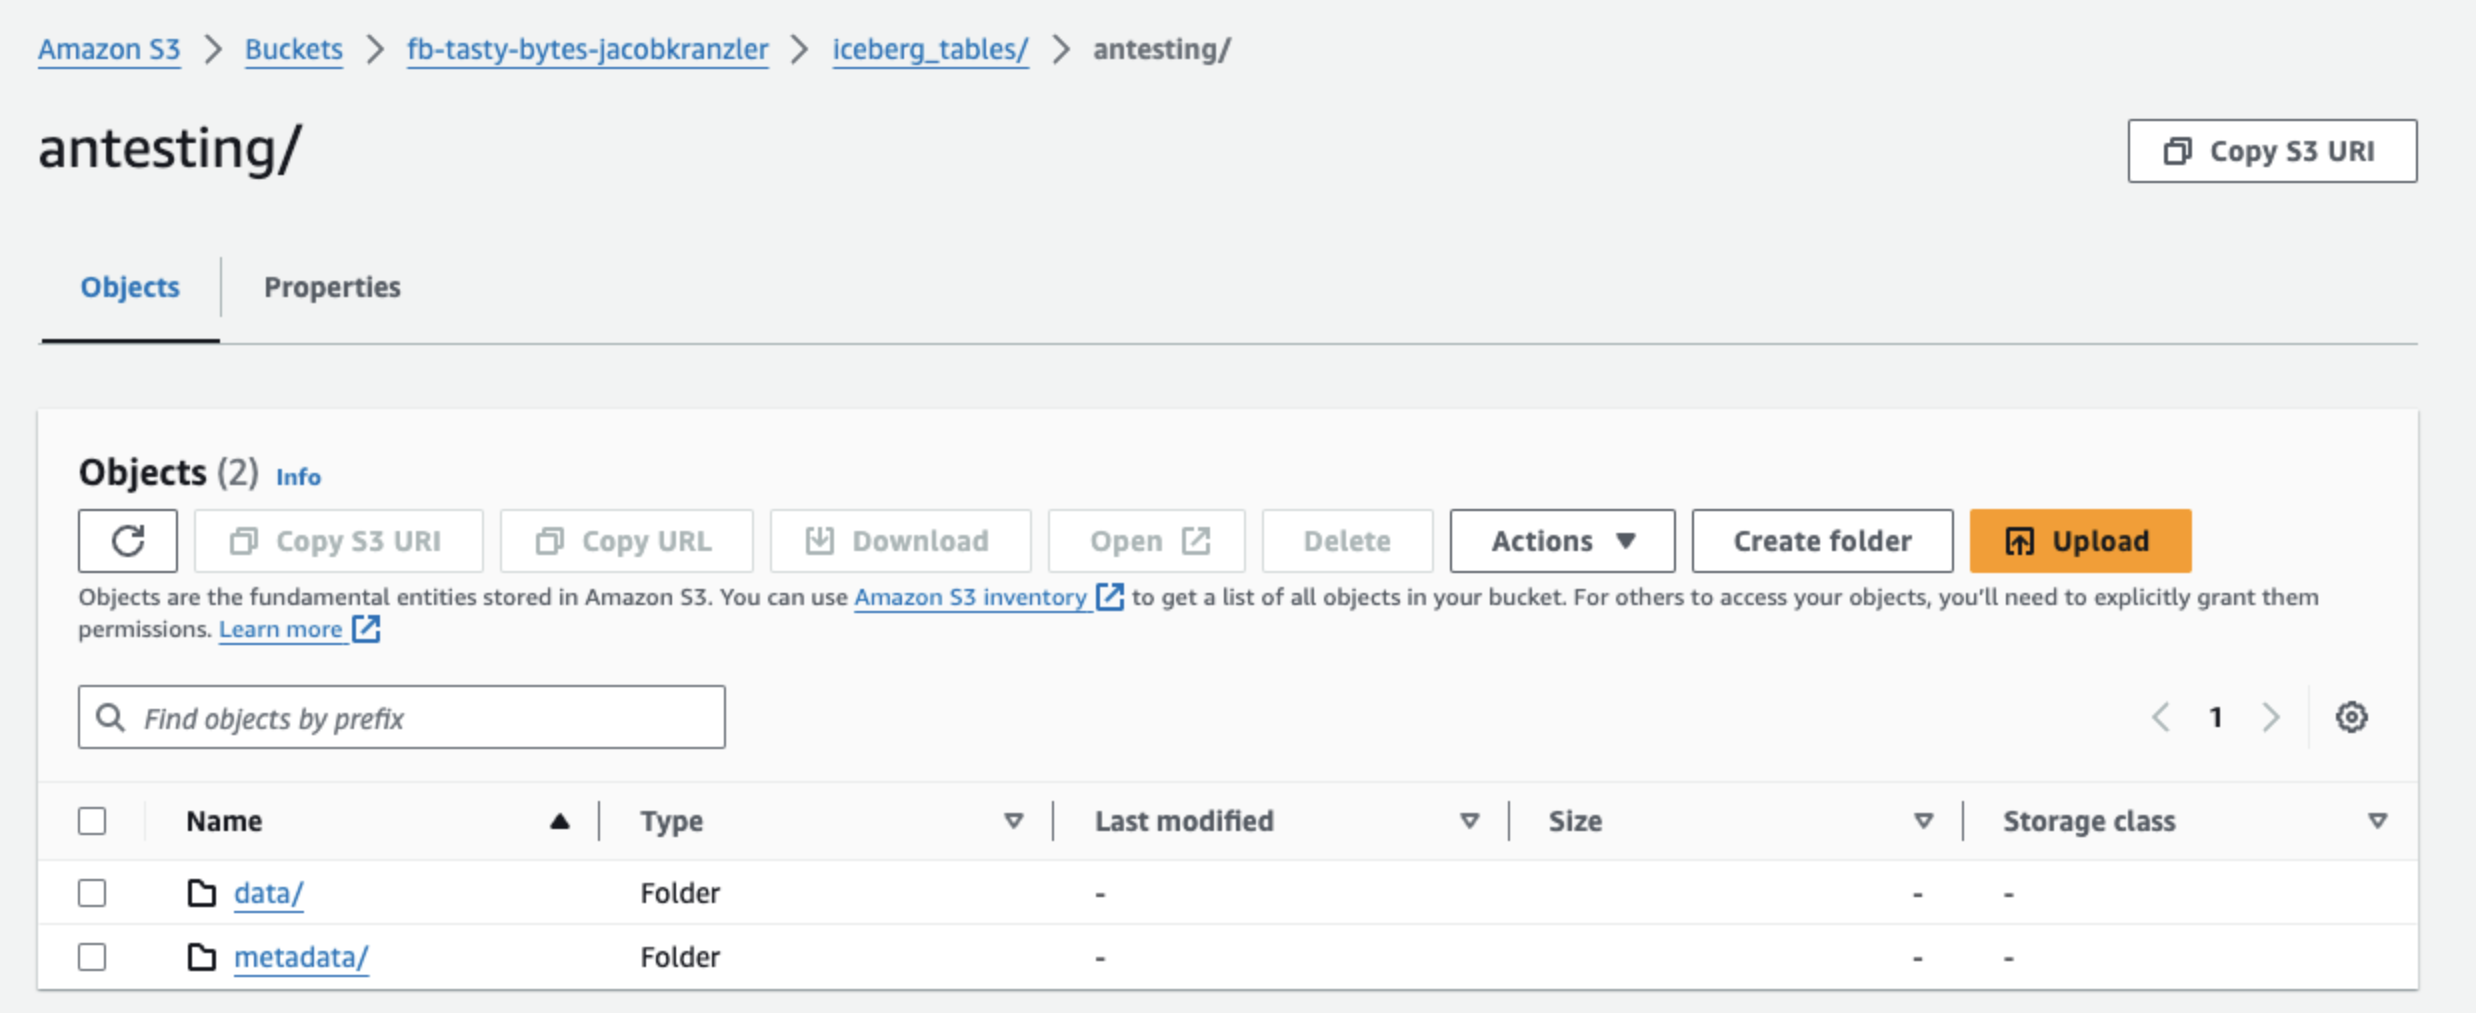 Amazon S3 > Buckets > fb-tasty-bytes-jacobkranzler > iceberg_tables/ > antesting/
antesting/
Copy S3 URI
Objects Properties
Objects (2) Info
Copy S3 URI Copy URL Download Open Delete Actions Create folder Upload
Objects are the fundamental entities stored in Amazon S3. You can use Amazon S3 inventory to get a list of all objects in your bucket. For others to access your objects, you'll need to explicitly grant them
permissions. Learn more
Find objects by prefix
1
Name Type Last modified Size Storage class
data/ Folder - - -
metadata/ Folder - - -